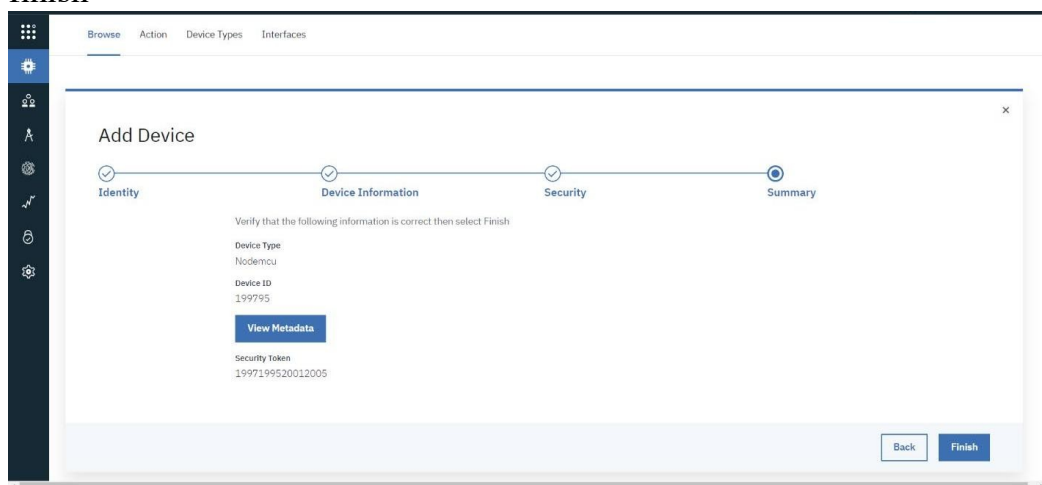 finish
Browse Action Device Types Interfaces
Add Device
Identity Device Information Security Summary
Verify that the following information is correct then select Finish
Device Type
Nodemcu
Device ID
199795
View Metadata
Security Token
1997199520012005
Back Finish